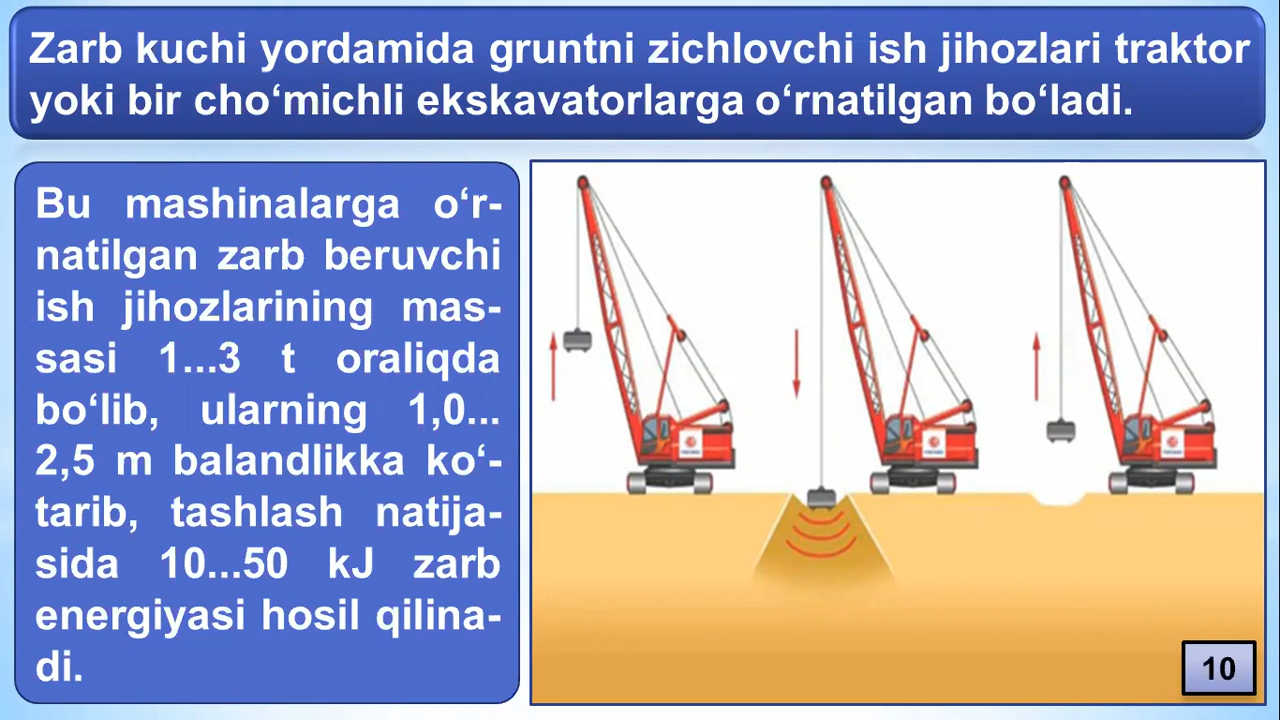 Zarb kuchi yordamida gruntni zichlovchi ish jihozlari traktor
yoki bir cho‘michli ekskavatorlarga o‘rnatilgan bo‘ladi.
Bu mashinalarga o‘r-
natilgan zarb beruvchi
ish jihozlarining mas-
sasi 1...3 t oraliqda
bo‘lib, ularning 1,0...
2,5 m balandlikka ko‘-
tarib, tashlash natija-
sida 10...50 kJ zarb
energiyasi hosil qilina-
di.
10